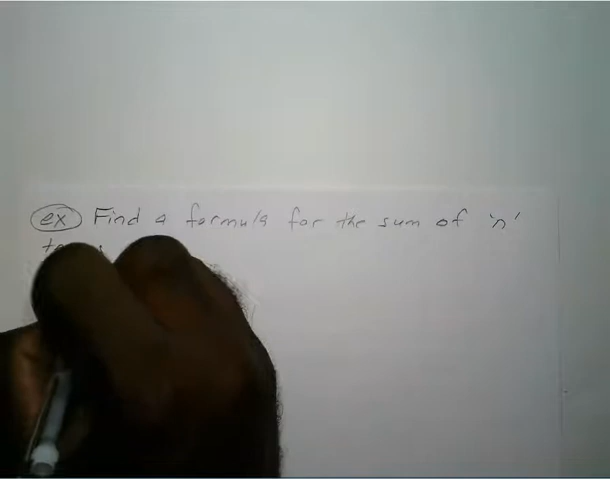 ex Find a formula for the sum of 'n'